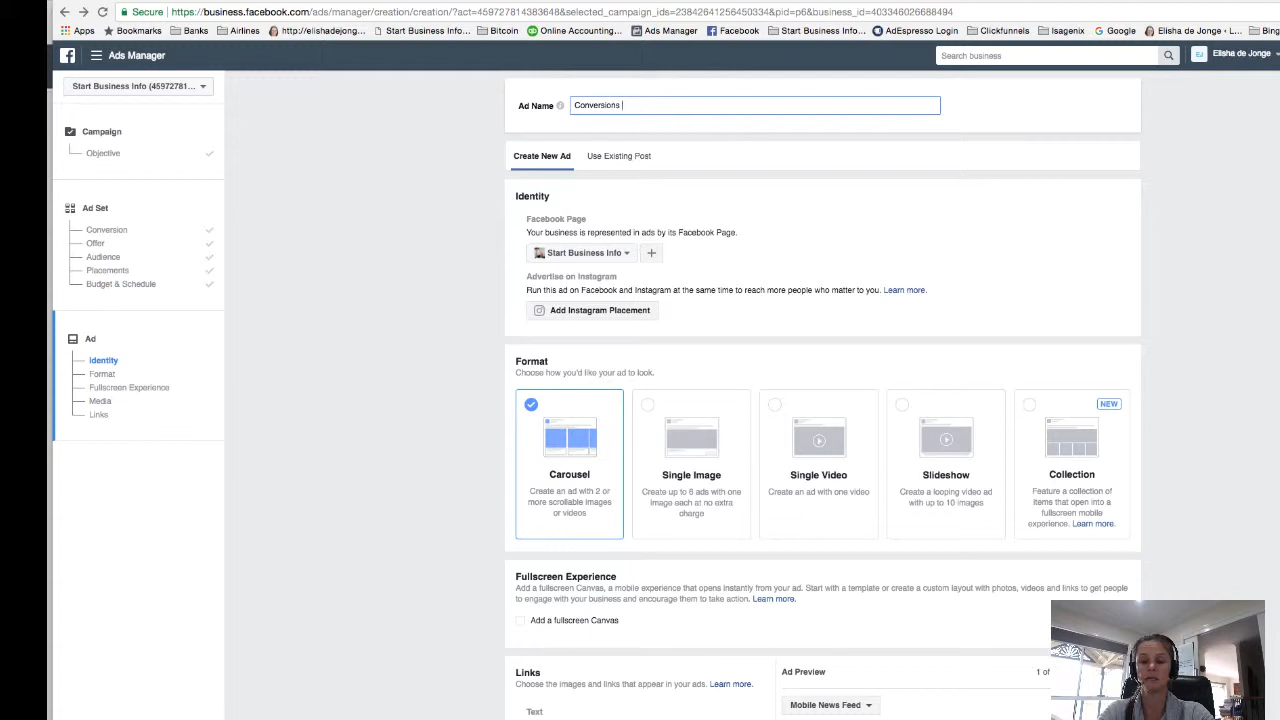 Secure
https://business.facebook.com/ads/manager/creation/creation/?act=459727814383648&selected_campaign_ids=23842641256450334&pid=p6&business_id=403346026688494
Apps Bookmarks Banks Airlines http://elishadejong... Start Business Info... Bitcoin Online Accounting... Ads Manager Facebook Start Business Info... AdEspresso Login Clickfunnels Isagenix Google Elisha de Jonge - L... Bing
Ads Manager
Search business
EJ
Elisha de Jonge
Start Business Info (45972781...
Campaign
Objective
Ad Set
Conversion
Offer
Audience
Placements
Budget & Schedule
Ad
Identity
Format
Fullscreen Experience
Media
Links
Ad Name Conversions
Create New Ad Use Existing Post
Identity
Facebook Page
Your business is represented in ads by its Facebook Page.
Start Business Info
Advertise on Instagram
Run this ad on Facebook and Instagram at the same time to reach more people who matter to you. Learn more.
Add Instagram Placement
Format
Choose how you'd like your ad to look.
NEW
Carousel
Create an ad with 2 or
more scrollable images
or videos
Single Image
Create up to 6 ads with one
image each at no extra
charge
Single Video
Create an ad with one video
Slideshow
Create a looping video ad
with up to 10 images
Collection
Feature a collection of
items that open into a
fullscreen mobile
experience. Learn more.
Fullscreen Experience
Add a fullscreen Canvas, a mobile experience that opens instantly from your ad. Start with a template or create a custom layout with photos, videos and links to get people
to engage with your business and encourage them to take action. Learn more.
Add a fullscreen Canvas
Links
Choose the images and links that appear in your ads. Learn more.
Text
Ad Preview
1 of
Mobile News Feed